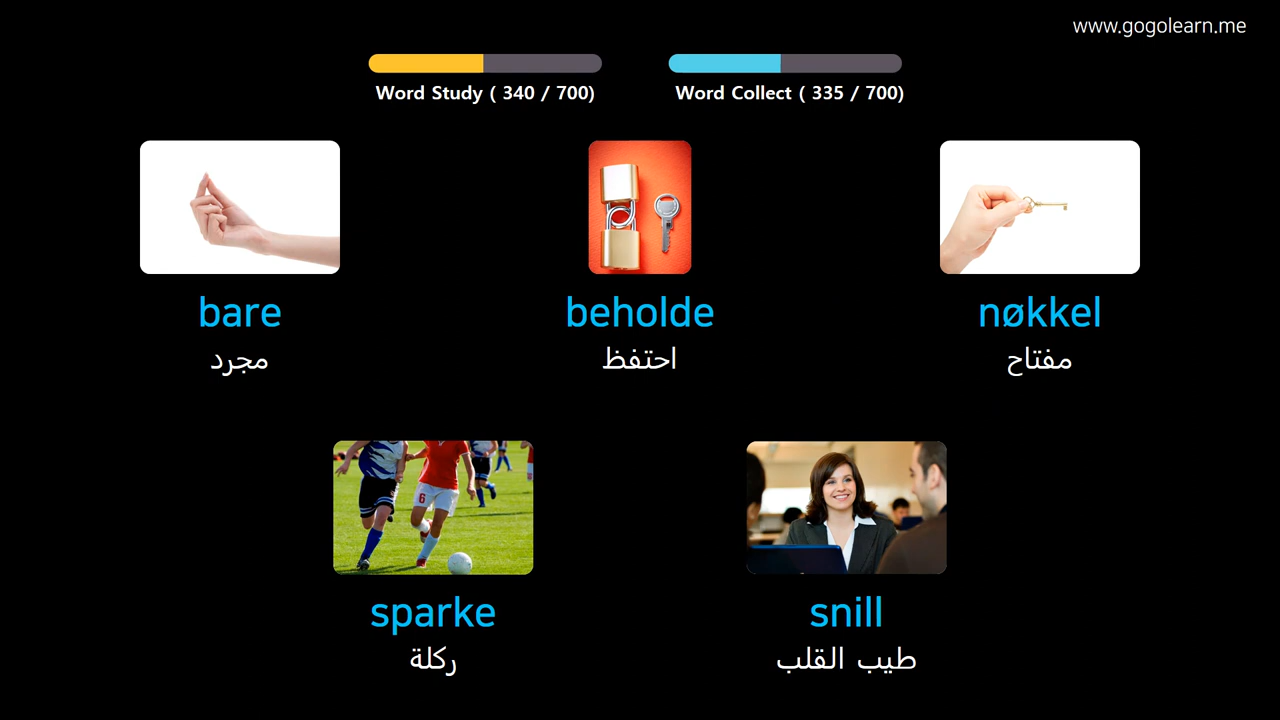 www.gogolearn.me
Word Study ( 340 / 700)
Word Collect ( 335 / 700)
bare
مجرد
beholde
احتفظ
nøkkel
مفتاح
sparke
ركلة
snill
طيب القلب